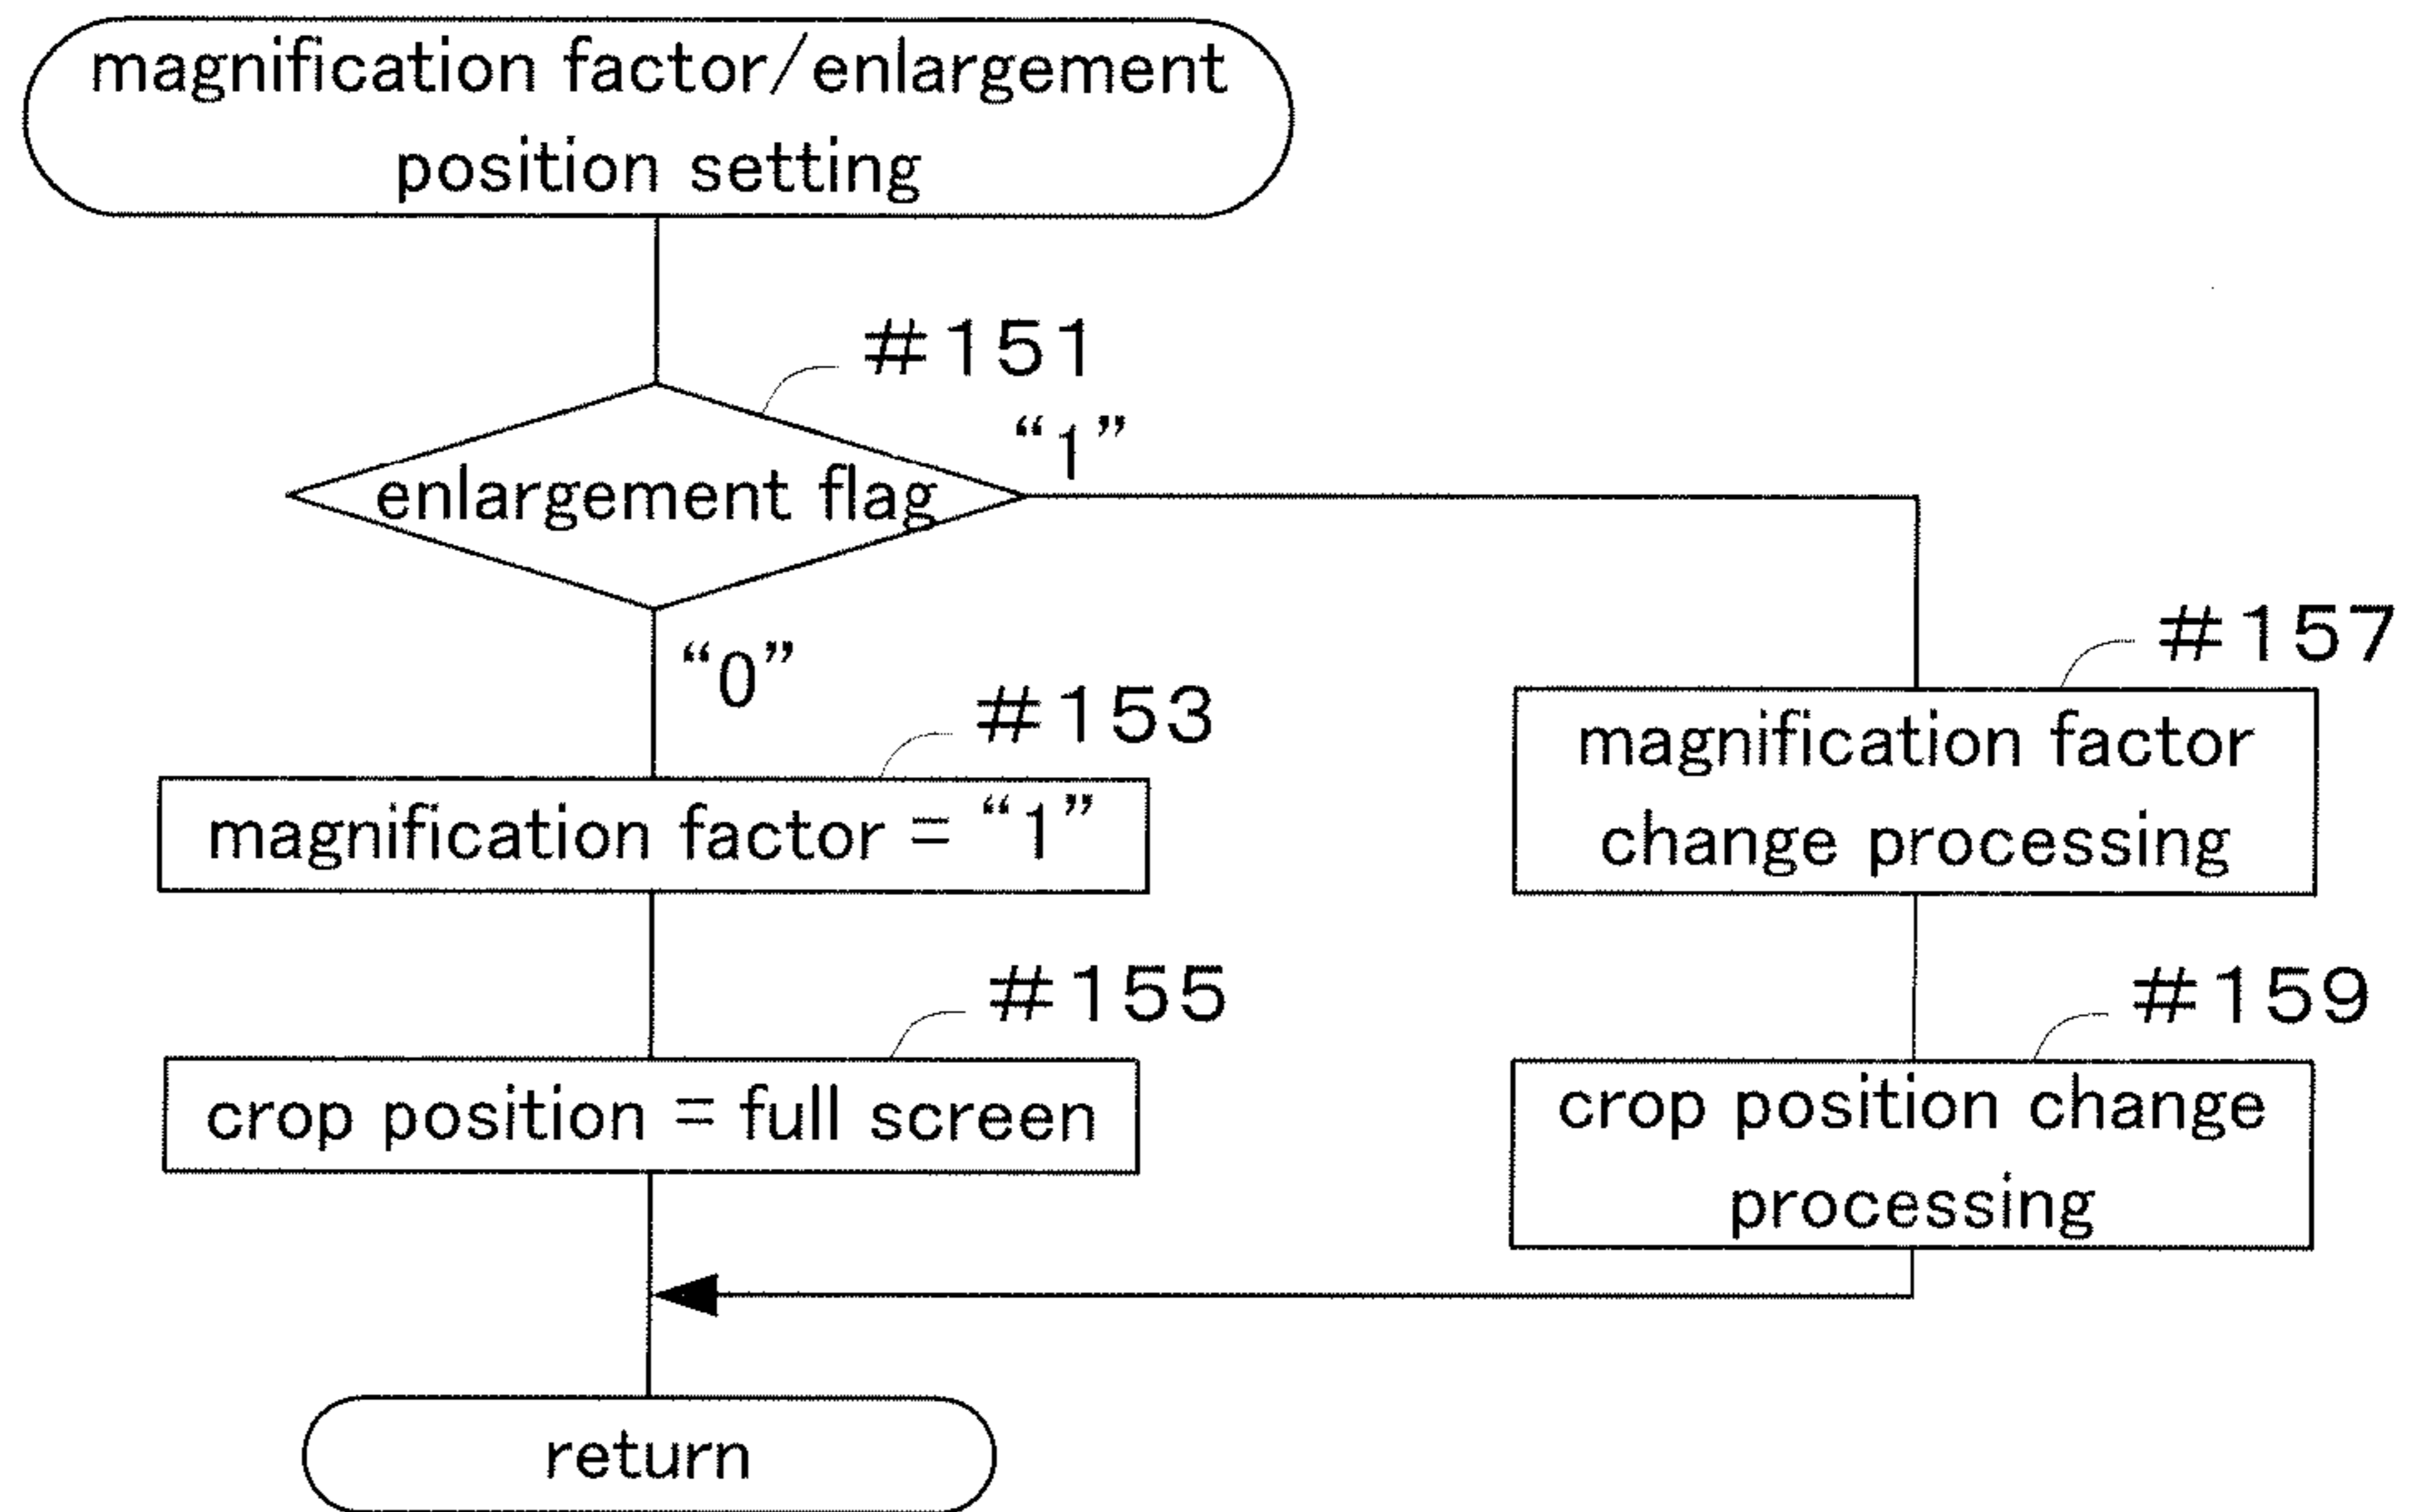 magnification factor/enlargement
position setting
#151
enlargement flag
“1”
“0”
#153
magnification factor = “1”
#155
crop position = full screen
#157
magnification factor
change processing
#159
crop position change
processing
return